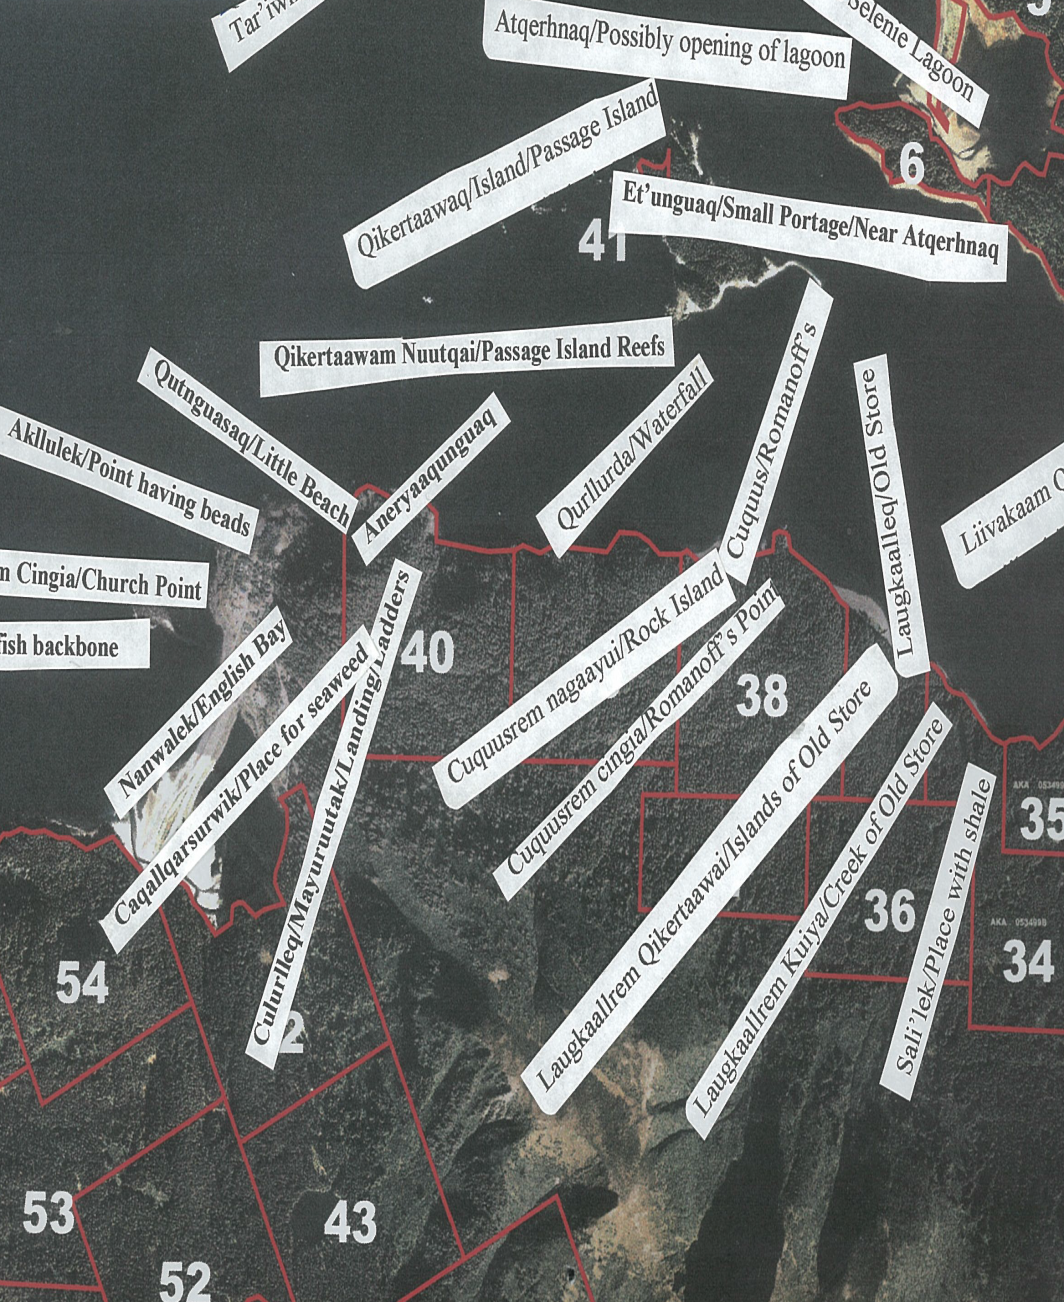 Tar’iwi
Atqerhnaq/Possibly opening of lagoon
Selenie Lagoon
Qikertaawaq/Island/Passage Island
6
Et’unguaq/Small Portage/Near Atqerhnaq
41
Qikertaawam Nuutqai/Passage Island Reefs
Qutnguasaq/Little Beach
Akllulek/Point having beads
Aneryaaqunguaq
Qurllurda/Waterfall
Cuquus/Romanoff’s
Laugkaalleq/Old Store
Liivakaam C
m Cingia/Church Point
fish backbone
Nanwalek/English Bay
Caqallqarsurwik/Place for seaweed
Culurlleq/Mayuruutak/Landing/Ladders
40
Cuqusrem nagaayui/Rock Island
Cuquusrem cingia/Romanoff’s Point
38
Laugkaallrem Qikertaawai/Islands of Old Store
Laugkaallrem Kuiya/Creek of Old Store
Sali’lek/Place with shale
35
36
34
54
2
53
43
52